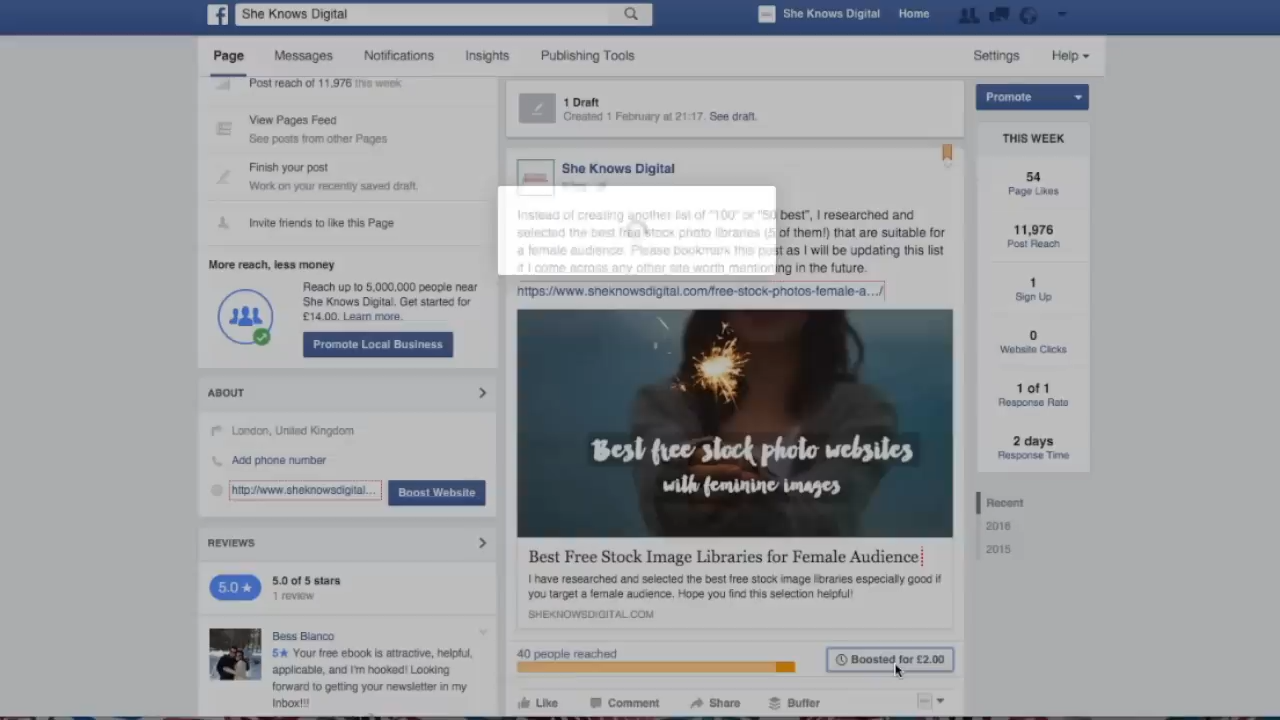 She Knows Digital
She Knows Digital
Home
Page
Messages
Notifications
Insights
Publishing Tools
Settings
Help
Post reach of 11,976 this week
View Pages Feed
See posts from other Pages
Finish your post
Work on your recently saved draft.
Invite friends to like this Page
More reach, less money
Reach up to 5,000,000 people near
She Knows Digital. Get started for
£14.00. Learn more.
Promote Local Business
ABOUT
London, United Kingdom
Add phone number
http://www.sheknowsdigital...
Boost Website
REVIEWS
5.0 ★
5.0 of 5 stars
1 review
Bess Blanco
5★ Your free ebook is attractive, helpful,
applicable, and I'm hooked! Looking
forward to getting your newsletter in my
Inbox!!!
1 Draft
Created 1 February at 21:17. See draft.
She Knows Digital
Instead of creating another list of "100" or "50 best", I researched and
selected the best free stock photo libraries (5 of them!) that are suitable for
a female audience. Please bookmark this post as I will be updating this list
if I come across any other site worth mentioning in the future.
https://www.sheknowsdigital.com/free-stock-photos-female-a.../
Best free stock photo websites
with feminine images
Best Free Stock Image Libraries for Female Audience
I have researched and selected the best free stock image libraries especially good if
you target a female audience. Hope you find this selection helpful!
SHEKNOWSDIGITAL.COM
40 people reached
Boosted for £2.00
Like
Comment
Share
Buffer
Promote
THIS WEEK
54
Page Likes
11,976
Post Reach
1
Sign Up
0
Website Clicks
1 of 1
Response Rate
2 days
Response Time
Recent
2016
2015